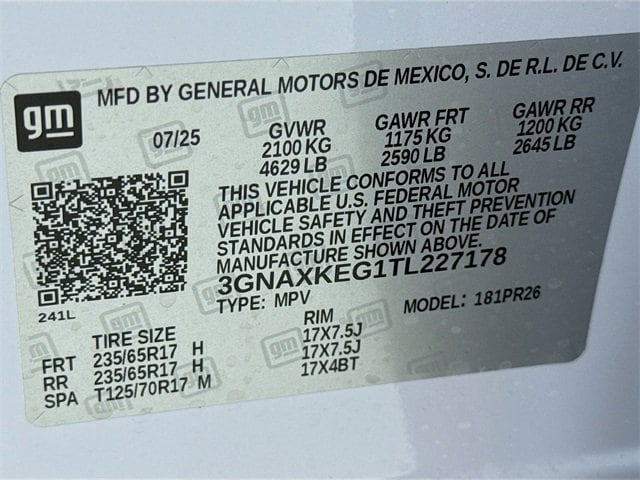 gm
MFD BY GENERAL MOTORS DE MEXICO, S. DE R.L. DE C.V.
07/25 GVWR GAWR FRT GAWR RR
2100 KG 1175 KG 1200 KG
4629 LB 2590 LB 2645 LB
THIS VEHICLE CONFORMS TO ALL
APPLICABLE U.S. FEDERAL MOTOR
VEHICLE SAFETY AND THEFT PREVENTION
STANDARDS IN EFFECT ON THE DATE OF
MANUFACTURE SHOWN ABOVE.
3GNAXKEG1TL227178
241L
TYPE: MPV MODEL: 181PR26
TIRE SIZE RIM
FRT 235/65R17 H 17X7.5J
RR 235/65R17 H 17X7.5J
SPA T125/70R17 M 17X4BT